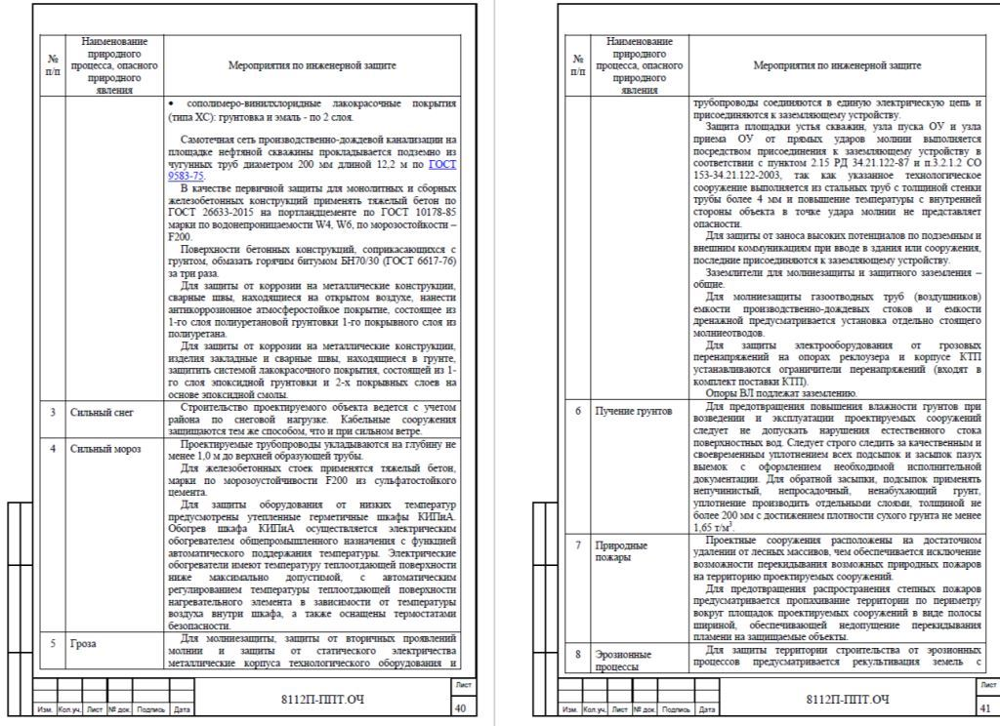 №
п/п
Наименование
природного
процесса, опасного
природного
явления
Мероприятия по инженерной защите
• сополимеро-винилхлоридные лакокрасочные покрытия
(типа ХС): грунтовка и эмаль - по 2 слоя.
Самотечная сеть производственно-дождевой канализации на
площадке нефтяной скважины прокладывается подземно из
чугунных труб диаметром 200 мм длиной 12,2 м по ГОСТ
9583-75.
В качестве первичной защиты для монолитных и сборных
железобетонных конструкций применять тяжелый бетон по
ГОСТ 26633-2015 на портландцементе по ГОСТ 10178-85
марки по водонепроницаемости W4, W6, по морозостойкости –
F200.
Поверхности бетонных конструкций, соприкасающихся с
грунтом, обмазать горячим битумом БН70/30 (ГОСТ 6617-76)
за три раза.
Для защиты от коррозии на металлические конструкции,
сварные швы, находящиеся на открытом воздухе, нанести
антикоррозионное атмосферостойкое покрытие, состоящее из
1-го слоя полиуретановой грунтовки 1-го покрывного слоя из
полиуретана.
Для защиты от коррозии на металлические конструкции,
изделия закладные и сварные швы, находящиеся в грунте,
защитить системой лакокрасочного покрытия, состоящей из 1-
го слоя эпоксидной грунтовки и 2-х покрывных слоев на
основе эпоксидной смолы.
3 Сильный снег
Строительство проектируемого объекта ведется с учетом
района по снеговой нагрузке. Кабельные сооружения
защищаются тем же способом, что и при сильном ветре.
4 Сильный мороз
Проектируемые трубопроводы укладываются на глубину не
менее 1,0 м до верхней образующей трубы.
Для железобетонных стоек применятся тяжелый бетон,
марки по морозоустойчивости F200 из сульфатостойкого
цемента.
Для защиты оборудования от низких температур
предусмотрены утепленные герметичные шкафы КИПиА.
Обогрев шкафа КИПиА осуществляется электрическим
обогревателем общепромышленного назначения с функцией
автоматического поддержания температуры. Электрические
обогреватели имеют температуру теплоотдающей поверхности
ниже максимально допустимой, с автоматическим
регулированием температуры теплоотдающей поверхности
нагревательного элемента в зависимости от температуры
воздуха внутри шкафа, а также оснащены термостатами
безопасности.
5 Гроза
Для молниезащиты, защиты от вторичных проявлений
молнии и защиты от статического электричества
металлические корпуса технологического оборудования и
8112П-ППТ.ОЧ
Лист
40
Изм. Кол.уч. Лист № док. Подпись Дата
№
п/п
Наименование
природного
процесса, опасного
природного
явления
Мероприятия по инженерной защите
трубопроводы соединяются в единую электрическую цепь и
присоединяются к заземляющему устройству.
Защита площадки устья скважин, узла пуска ОУ и узла
приема ОУ от прямых ударов молнии выполняется
посредством присоединения к заземляющему устройству в
соответствии с пунктом 2.15 РД 34.21.122-87 и п.3.2.1.2 СО
153-34.21.122-2003, так как указанное технологическое
сооружение выполняется из стальных труб с толщиной стенки
трубы более 4 мм и повышение температуры с внутренней
стороны объекта в точке удара молнии не представляет
опасности.
Для защиты от заноса высоких потенциалов по подземным и
внешним коммуникациям при вводе в здания или сооружения,
последние присоединяются к заземляющему устройству.
Заземлители для молниезащиты и защитного заземления –
общие.
Для молниезащиты газоотводных труб (воздушников)
емкости производственно-дождевых стоков и емкости
дренажной предусматривается установка отдельно стоящего
молниеотводов.
Для защиты электрооборудования от грозовых
перенапряжений на опорах реклоузера и корпусе КТП
устанавливаются ограничители перенапряжений (входят в
комплект поставки КТП).
Опоры ВЛ подлежат заземлению.
6 Пучение грунтов
Для предотвращения повышения влажности грунтов при
возведении и эксплуатации проектируемых сооружений
следует не допускать нарушения естественного стока
поверхностных вод. Следует строго следить за качественным и
своевременным уплотнением всех подсыпок и засыпок пазух
выемок с оформлением необходимой исполнительной
документации. Для обратной засыпки, подсыпок применять
непучинистый, непросадочный, ненабухающий грунт,
уплотнение производить отдельными слоями, толщиной не
более 200 мм с достижением плотности сухого грунта не менее
1,65 т/м³.
7 Природные
пожары
Проектные сооружения расположены на достаточном
удалении от лесных массивов, чем обеспечивается исключение
возможности перекидывания возможных природных пожаров
на территорию проектируемых сооружений.
Для предотвращения распространения степных пожаров
предусматривается пропахивание территории по периметру
вокруг площадок проектируемых сооружений в виде полосы
шириной, обеспечивающей недопущение перекидывания
пламени на защищаемые объекты.
8 Эрозионные
процессы
Для защиты территории строительства от эрозионных
процессов предусматривается рекультивация земель с
8112П-ППТ.ОЧ
Лист
41
Изм. Кол.уч. Лист № док. Подпись Дата